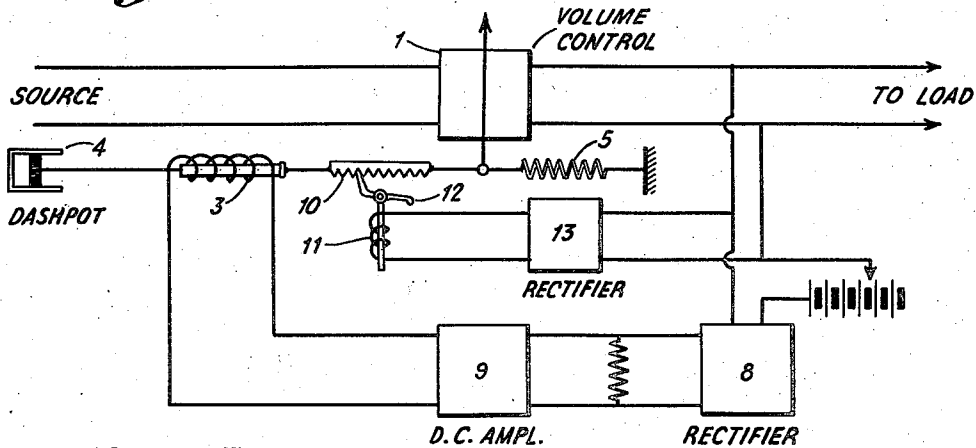 VOLUME
CONTROL
1
SOURCE
TO LOAD
4
5
3
10
12
DASHPOT
11
13
RECTIFIER
9
8
D.C. AMPL.
RECTIFIER